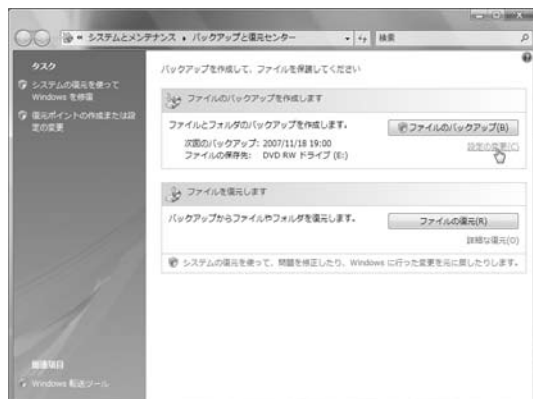 システムとメンテナンス ▸ バックアップと復元センター
検索
タスク
システムの復元を使って
Windows を修復
復元ポイントの作成または設
定の変更
バックアップを作成して、ファイルを保護してください
ファイルのバックアップを作成します
ファイルとフォルダのバックアップを作成します。
ファイルのバックアップ(B)
次回のバックアップ: 2007/11/18 19:00
設定の変更(C)
ファイルの保存先: DVD RW ドライブ (E:)
ファイルを復元します
バックアップからファイルやフォルダを復元します。
ファイルの復元(R)
詳細な復元(O)
システムの復元を使って、問題を修正したり、Windows に行った変更を元に戻したりします。
関連項目
Windows 転送ツール